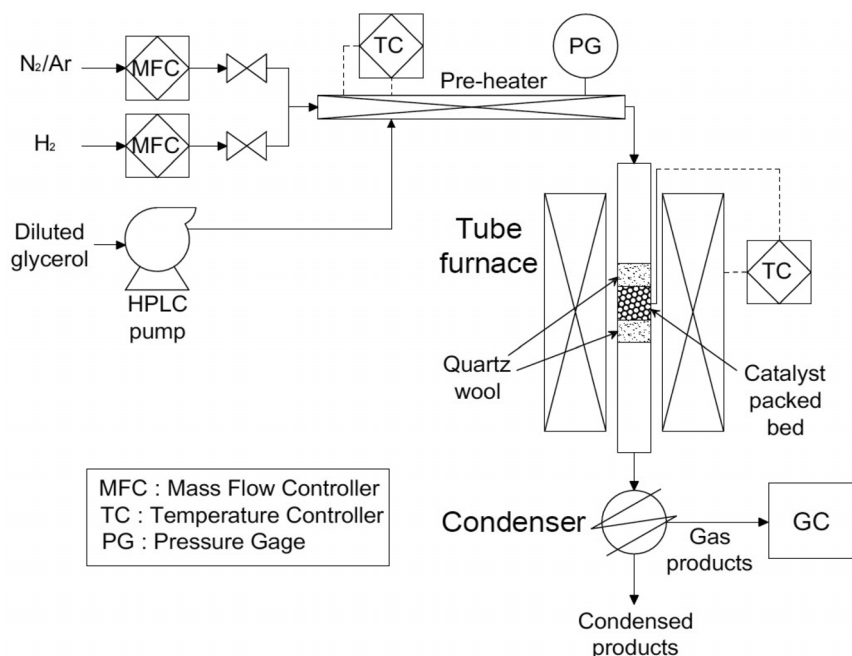 N₂/Ar
MFC
TC
PG
Pre-heater
H₂
MFC
Diluted
glycerol
HPLC
pump
Tube
furnace
TC
Quartz
wool
Catalyst
packed
bed
MFC : Mass Flow Controller
TC : Temperature Controller
PG : Pressure Gage
Condenser
GC
Gas
products
Condensed
products